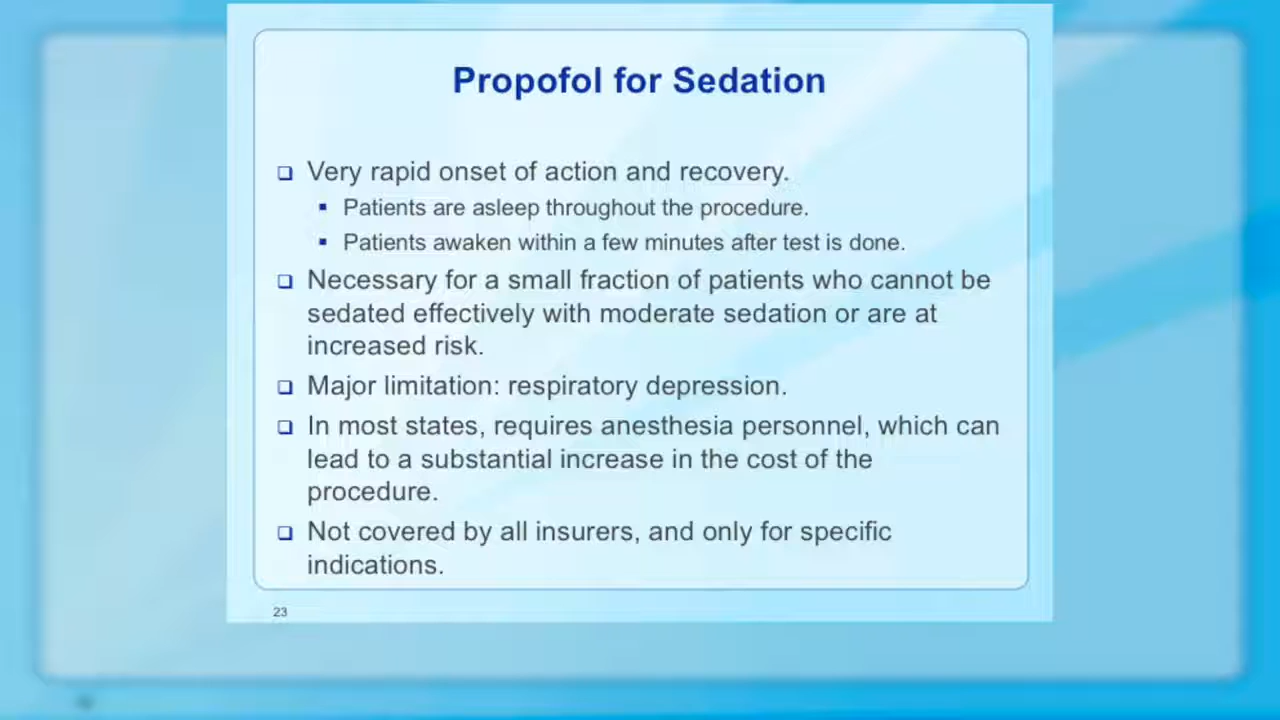 Propofol for Sedation
Very rapid onset of action and recovery.
Patients are asleep throughout the procedure.
Patients awaken within a few minutes after test is done.
Necessary for a small fraction of patients who cannot be
sedated effectively with moderate sedation or are at
increased risk.
Major limitation: respiratory depression.
In most states, requires anesthesia personnel, which can
lead to a substantial increase in the cost of the
procedure.
Not covered by all insurers, and only for specific
indications.
23